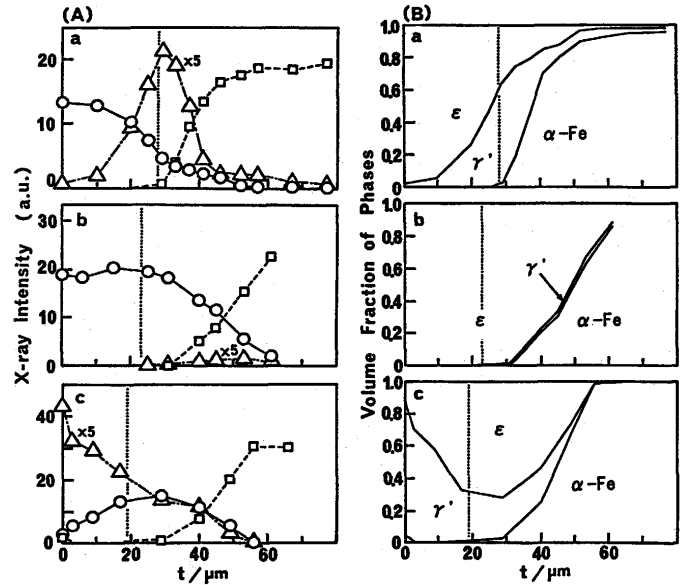 (A)
a
×5
20
10
0
b
30
20
10
0
×5
c
×5
40
20
0
0 20 40 60 80
t / μm
X-ray Intensity (a.u.)
(B)
a
1.0
0.8
0.6
0.4
0.2
0
ε
γ'
α-Fe
b
1.0
0.8
0.6
0.4
0.2
0
ε
γ'
α-Fe
c
1.0
0.8
0.6
0.4
0.2
0
ε
γ'
α-Fe
0 20 40 60 80
t / μm
Volume Fraction of Phases